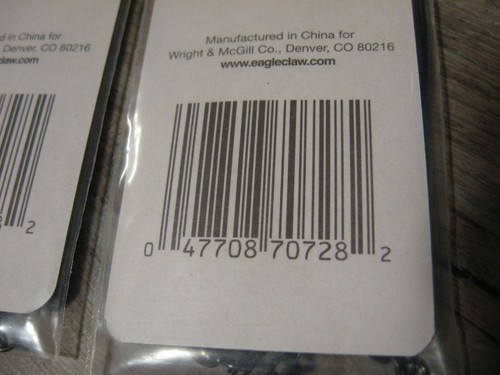 d in China for
Denver, CO 80216
claw.com
2
Manufactured in China for
Wright & McGill Co., Denver, CO 80216
www.eagleclaw.com
0 47708 70728 2